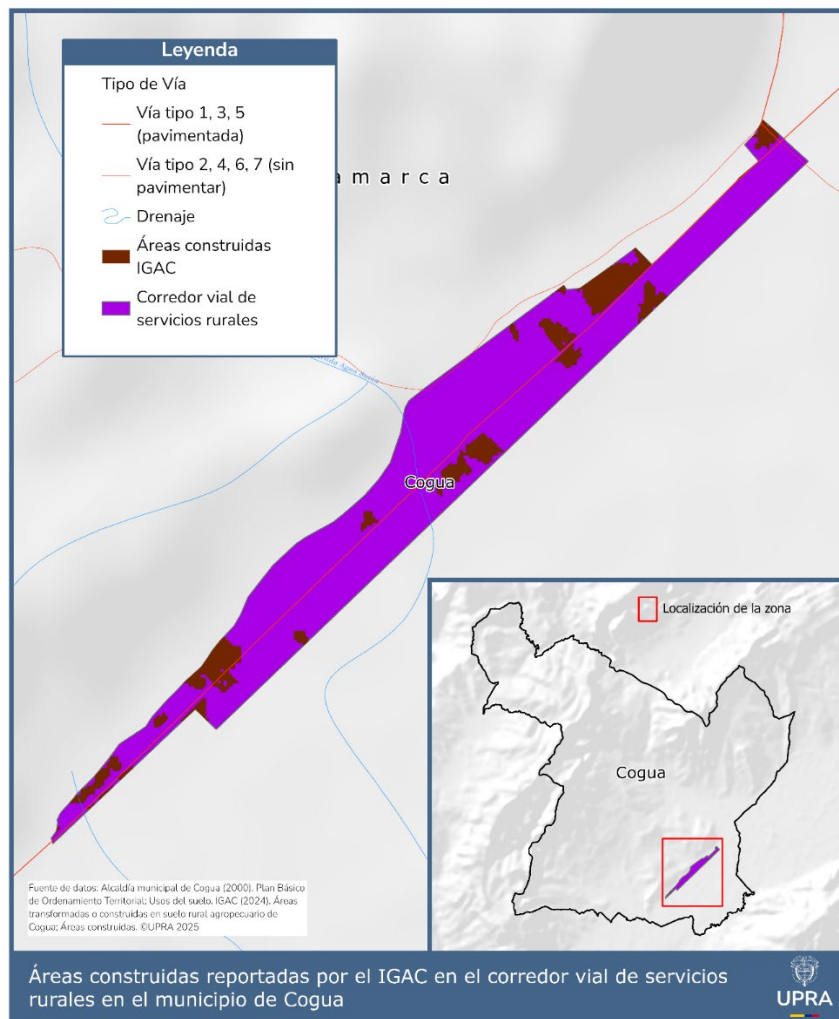 Leyenda
Tipo de Vía
Vía tipo 1, 3, 5
(pavimentada)
Vía tipo 2, 4, 6, 7 (sin
pavimentar)
Drenaje
Áreas construidas
IGAC
Corredor vial de
servicios rurales
amarca
Cogua
Localización de la zona
Cogua
Fuente de datos: Alcaldía municipal de Cogua (2000). Plan Básico
de Ordenamiento Territorial; Usos del suelo. IGAC (2024). Áreas
transformadas o construidas en suelo rural agropecuario de
Cogua; Áreas construidas. ©UPRA 2025
Áreas construidas reportadas por el IGAC en el corredor vial de servicios
rurales en el municipio de Cogua
UPRA